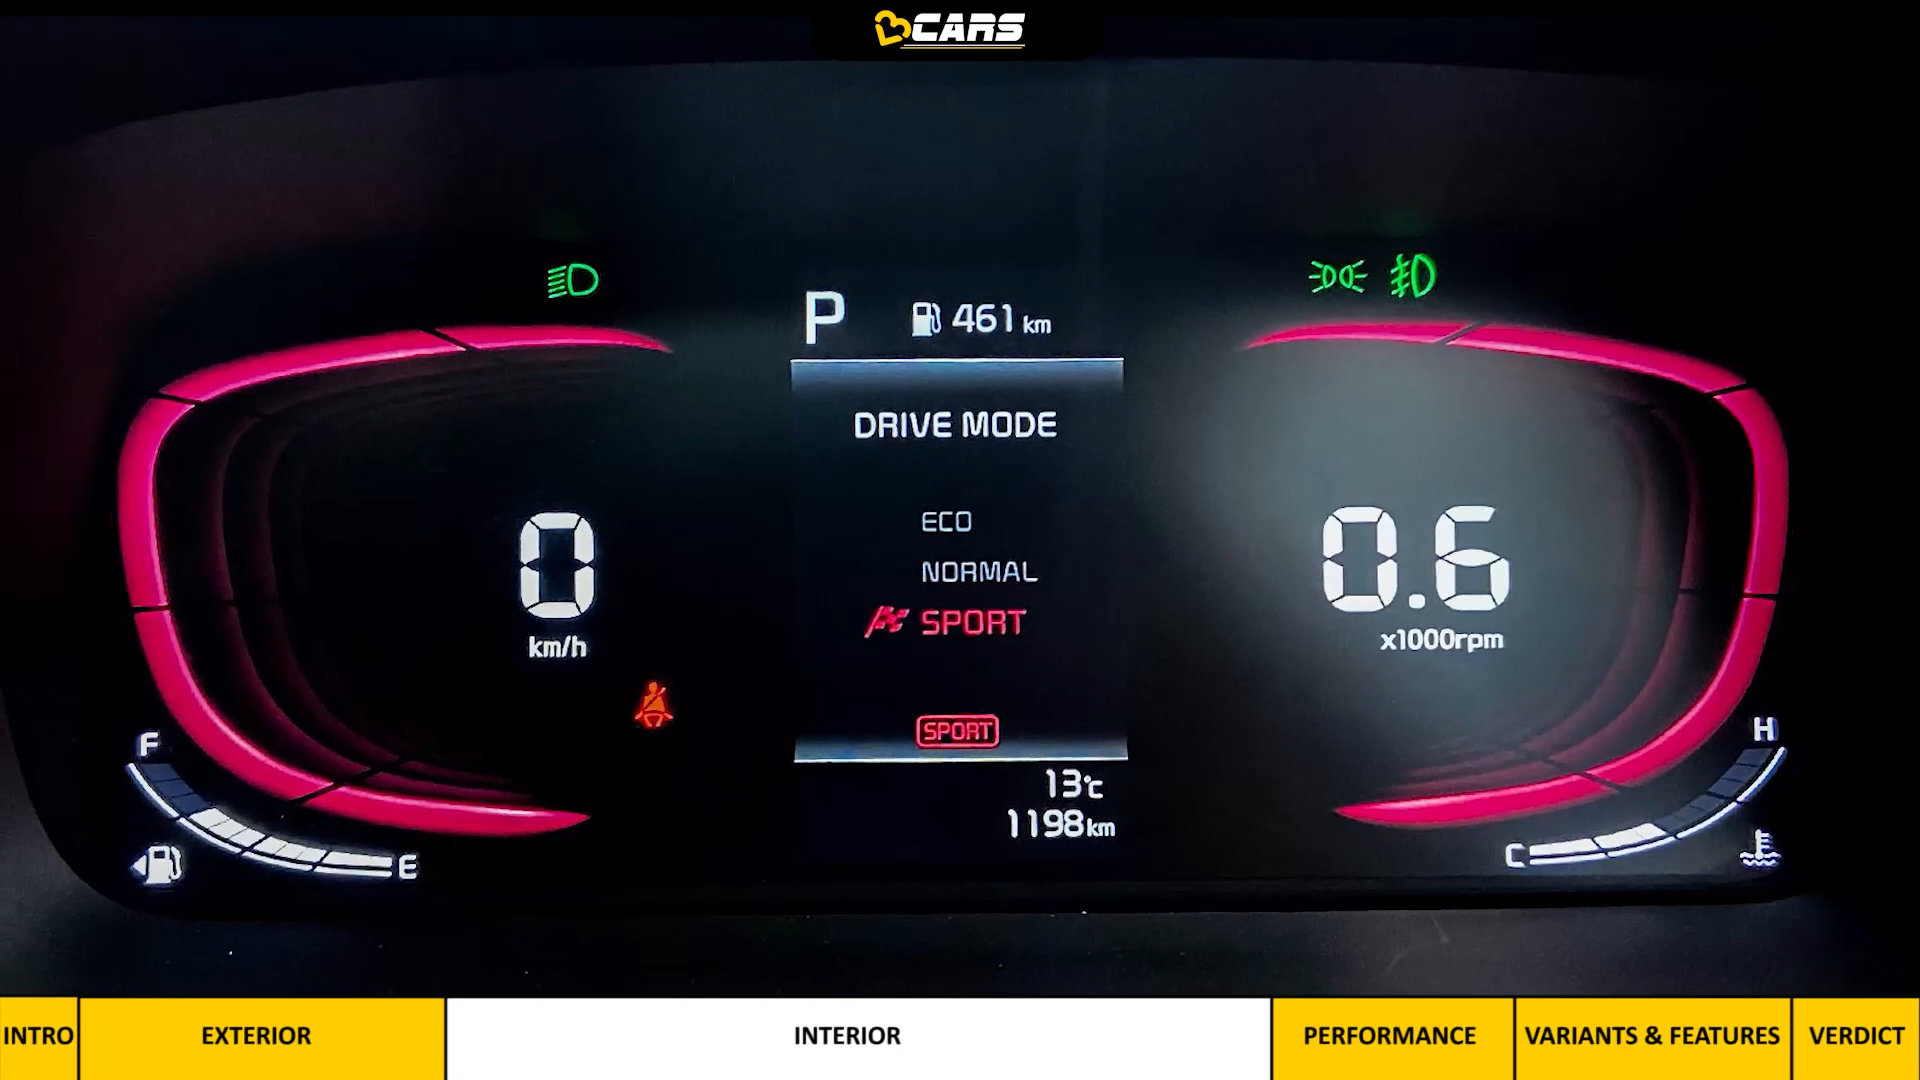 CARS
P 461 km
DRIVE MODE
ECO
NORMAL
SPORT
SPORT
0
km/h
0.6
x1000rpm
13°C
1198km
F
E
H
C
INTRO
EXTERIOR
INTERIOR
PERFORMANCE
VARIANTS & FEATURES
VERDICT